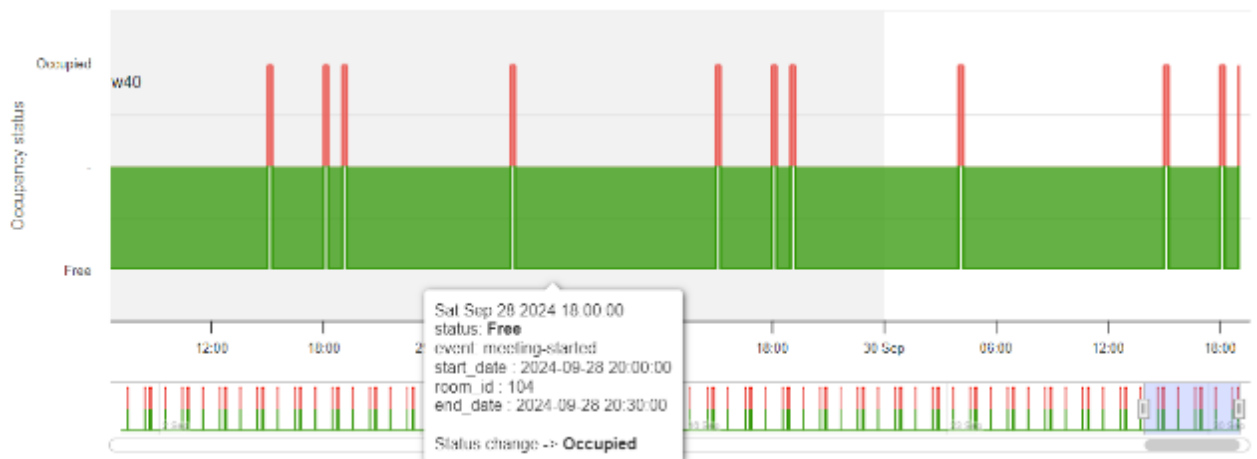 Occupied
w40
Occupancy status
-
Free
12:00
18:00
18:00
30 Sep
06:00
12:00
18:00
Sat Sep 28 2024 18:00:00
status: Free
event: meeting-started
start_date : 2024-09-28 20:00:00
room_id : 104
end_date : 2024-09-28 20:30:00
Status change -> Occupied